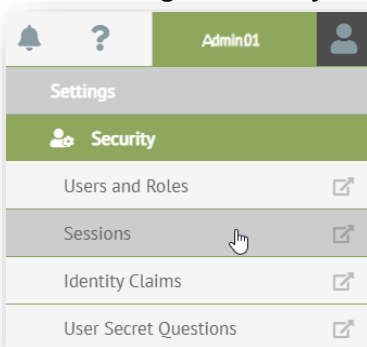 ?
Admin01
Settings
Security
Users and Roles
Sessions
Identity Claims
User Secret Questions